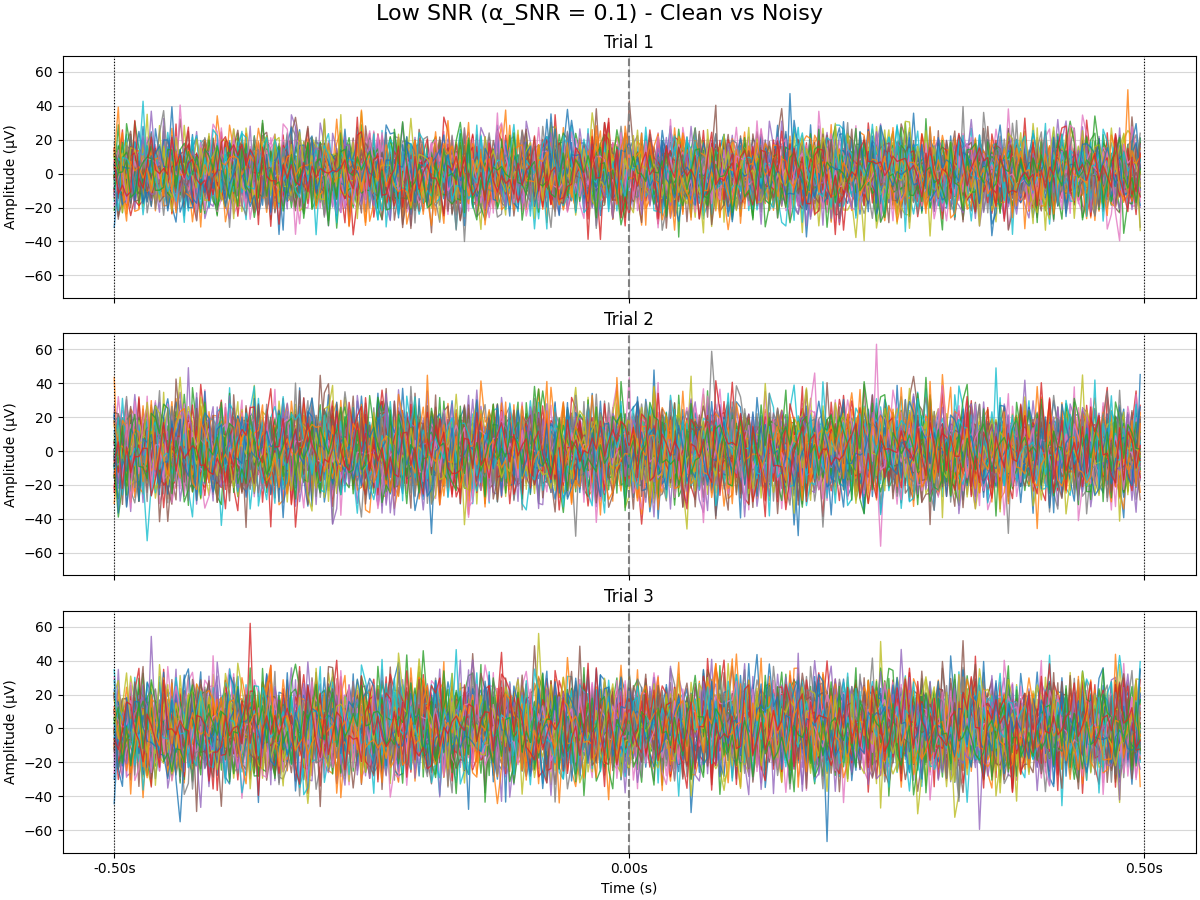 Low SNR (α_SNR = 0.1) - Clean vs Noisy
Trial 1
Amplitude (µV)
60
40
20
0
−20
−40
−60
Trial 2
Amplitude (µV)
60
40
20
0
−20
−40
−60
Trial 3
Amplitude (µV)
60
40
20
0
−20
−40
−60
-0.50s 0.00s 0.50s
Time (s)